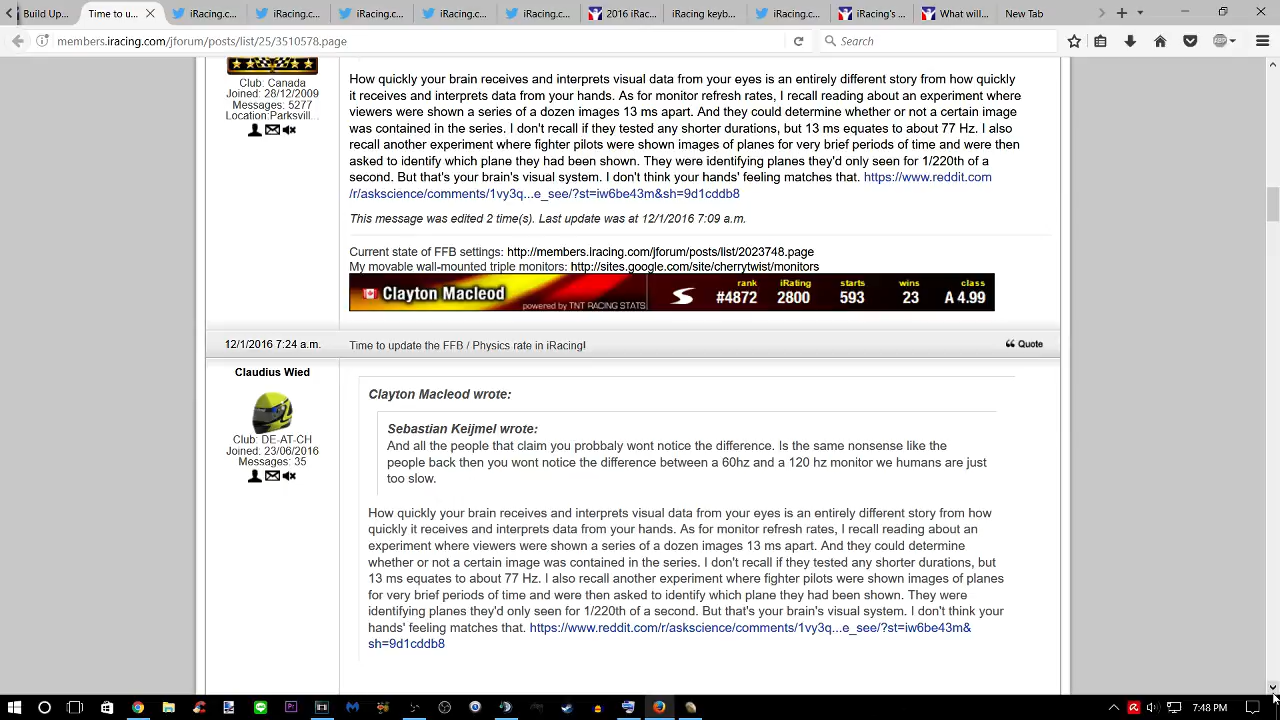 Build Up
Time to u...
iRacing.c...
iRacing.c...
iRacing.c...
iRacing.c...
iRacing.c...
2016 iRac...
iRacing keyb...
iRacing.c...
iRacing's ...
What will...
New Tab
members.iracing.com/jforum/posts/list/25/3510578.page
Search
Club: Canada
Joined: 28/12/2009
Messages: 5277
Location:Parksvill...
How quickly your brain receives and interprets visual data from your eyes is an entirely different story from how quickly
it receives and interprets data from your hands. As for monitor refresh rates, I recall reading about an experiment where
viewers were shown a series of a dozen images 13 ms apart. And they could determine whether or not a certain image
was contained in the series. I don't recall if they tested any shorter durations, but 13 ms equates to about 77 Hz. I also
recall another experiment where fighter pilots were shown images of planes for very brief periods of time and were then
asked to identify which plane they had been shown. They were identifying planes they'd only seen for 1/220th of a
second. But that's your brain's visual system. I don't think your hands' feeling matches that. https://www.reddit.com
/r/askscience/comments/1vy3q...e_see/?st=iw6be43m&sh=9d1cddb8
This message was edited 2 time(s). Last update was at 12/1/2016 7:09 a.m.
Current state of FFB settings: http://members.iracing.com/jforum/posts/list/2023748.page
My movable wall-mounted triple monitors: http://sites.google.com/site/cherrytwist/monitors
Clayton Macleod
powered by TNT RACING STATS
rank iRating starts wins class
#4872 2800 593 23 A 4.99
12/1/2016 7:24 a.m.
Time to update the FFB / Physics rate in iRacing!
Quote
Claudius Wied
Club: DE-AT-CH
Joined: 23/06/2016
Messages: 35
Clayton Macleod wrote:
Sebastian Keijmel wrote:
And all the people that claim you probbaly wont notice the difference. Is the same nonsense like the
people back then you wont notice the difference between a 60hz and a 120 hz monitor we humans are just
too slow.
How quickly your brain receives and interprets visual data from your eyes is an entirely different story from how
quickly it receives and interprets data from your hands. As for monitor refresh rates, I recall reading about an
experiment where viewers were shown a series of a dozen images 13 ms apart. And they could determine
whether or not a certain image was contained in the series. I don't recall if they tested any shorter durations, but
13 ms equates to about 77 Hz. I also recall another experiment where fighter pilots were shown images of planes
for very brief periods of time and were then asked to identify which plane they had been shown. They were
identifying planes they'd only seen for 1/220th of a second. But that's your brain's visual system. I don't think your
hands' feeling matches that. https://www.reddit.com/r/askscience/comments/1vy3q...e_see/?st=iw6be43m&
sh=9d1cddb8
7:48 PM